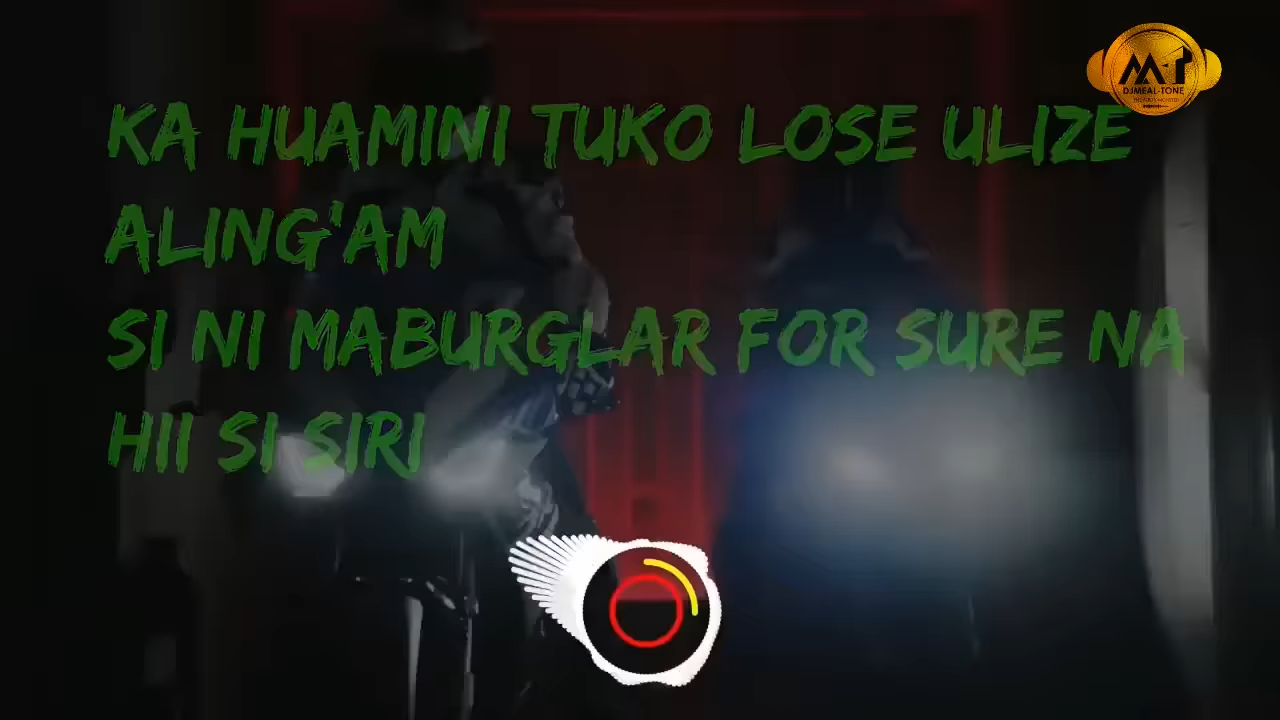 KA HUAMINI TUKO LOSE ULIZE
ALING'AM
SI NI MABURGLAR FOR SURE NA
HII SI SIRI
DJMEAL-TONE